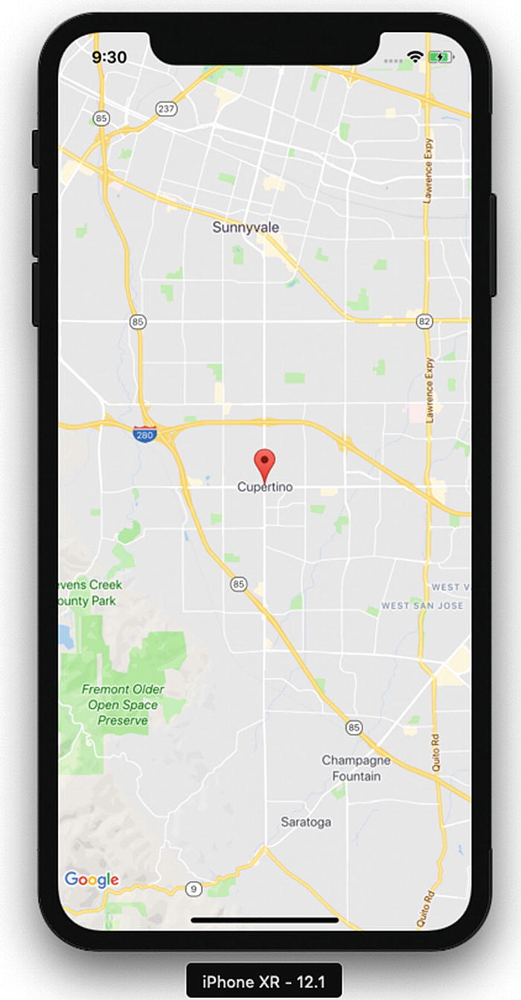 9:30
237
85
Lawrence Expy
Sunnyvale
85
82
Lawrence Expy
280
Cupertino
85
evens Creek
ounty Park
WEST V
WEST SAN JOSE
Fremont Older
Open Space
Preserve
85
Quito Rd
Champagne
Fountain
Saratoga
Google
9
Quito Rd
iPhone XR - 12.1